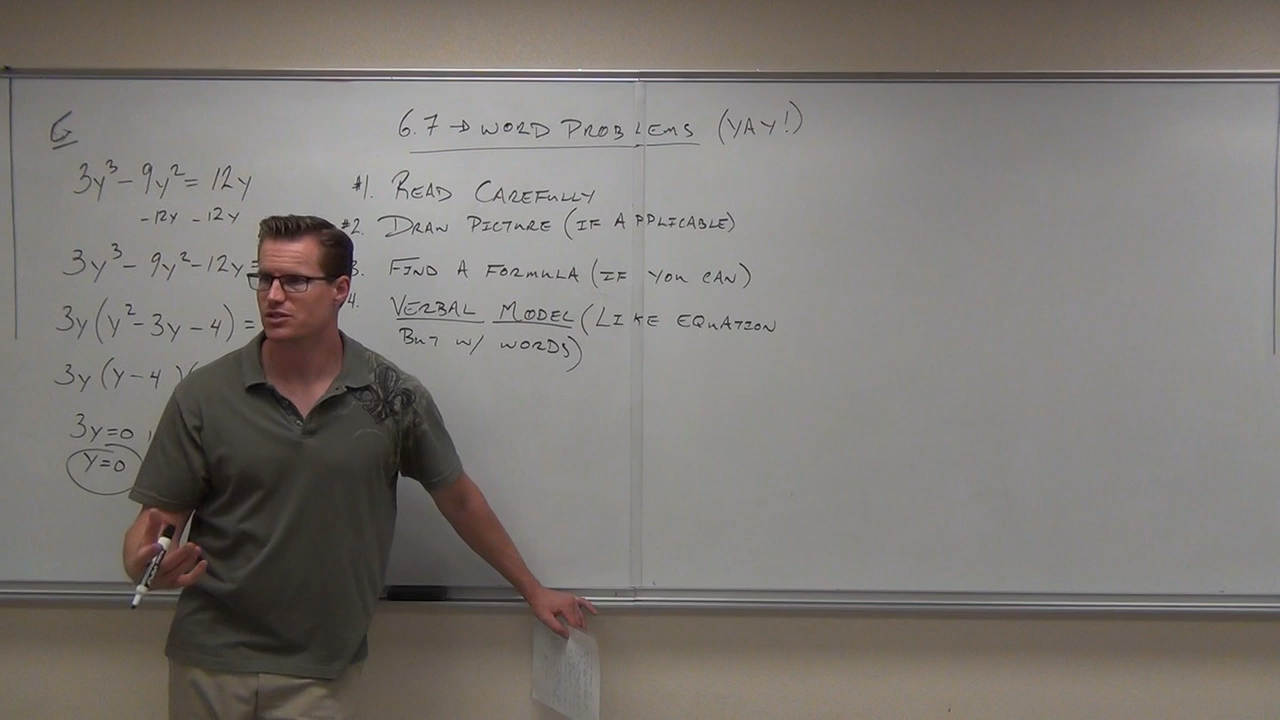 6
3y³ - 9y² = 12y
-12y -12y
3y³ - 9y² - 12y =
3y(y² - 3y - 4) =
3y(y - 4)(
3y = 0 ,
y = 0
6.7 → WORD PROBLEMS (YAY!)
#1. READ CAREFULLY
#2. DRAW PICTURE (IF APPLICABLE)
3. FIND A FORMULA (IF YOU CAN)
4. VERBAL MODEL (LIKE EQUATION
BUT W/ WORDS)